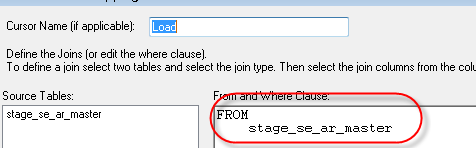 Cursor Name (if applicable): Load
Define the Joins (or edit the where clause).
To define a join select two tables and select the join type. Then select the join columns from the colu
Source Tables: From and Where Clause:
stage_se_ar_master FROM
stage_se_ar_master